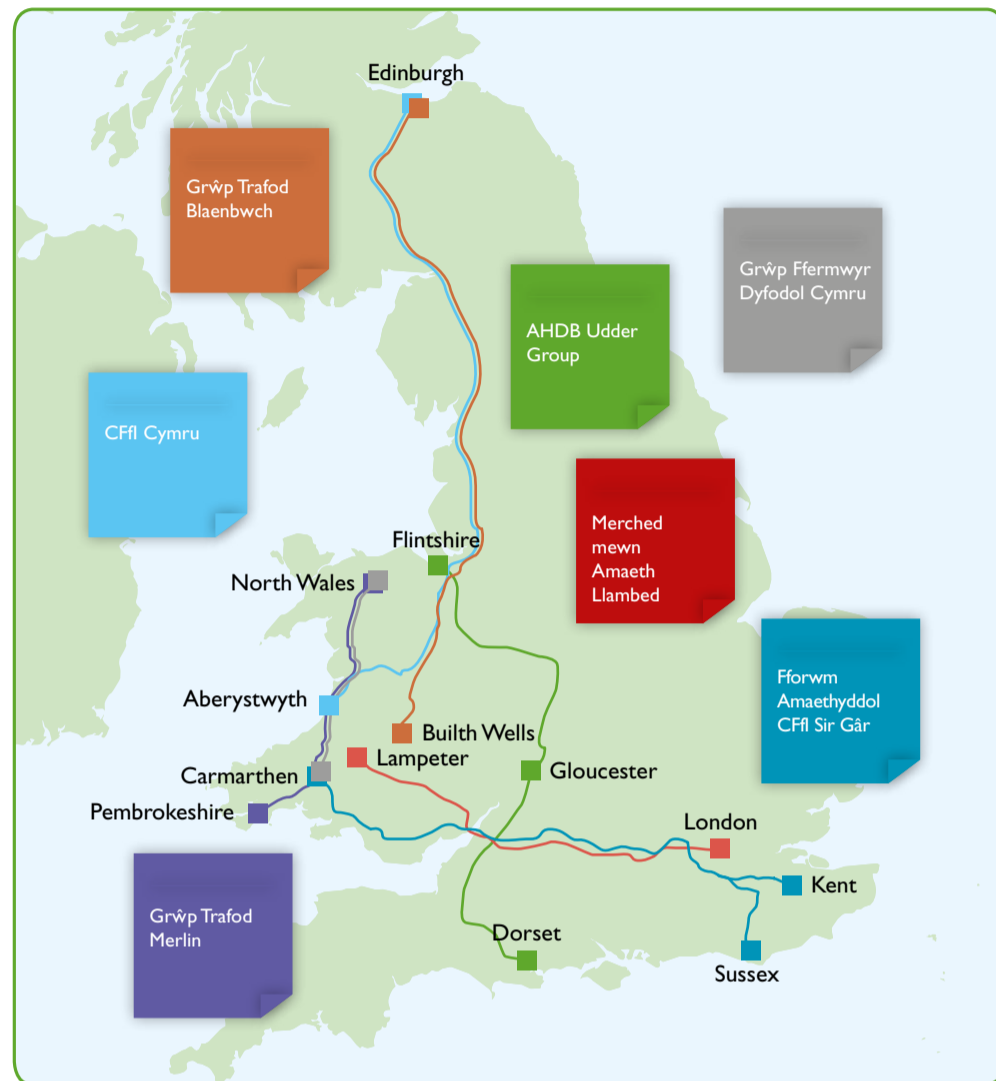 Edinburgh
Grŵp Trafod
Blaenbwch
Grŵp Ffermwyr
Dyfodol Cymru
AHDB Udder
Group
CFfI Cymru
Merched
mewn
Amaeth
Llambed
Flintshire
North Wales
Fforwm
Amaethyddol
CFfI Sir Gâr
Aberystwyth
Builth Wells
Lampeter
Carmarthen
Gloucester
Pembrokeshire
London
Kent
Grŵp Trafod
Merlin
Dorset
Sussex